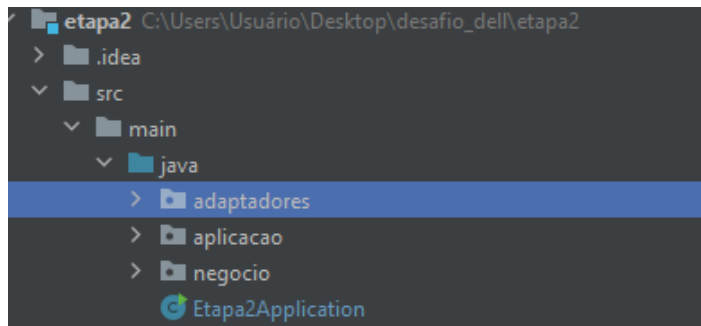 etapa2 C:\Users\Usuário\Desktop\desafio_dell\etapa2
.idea
src
main
java
adaptadores
aplicacao
negocio
Etapa2Application